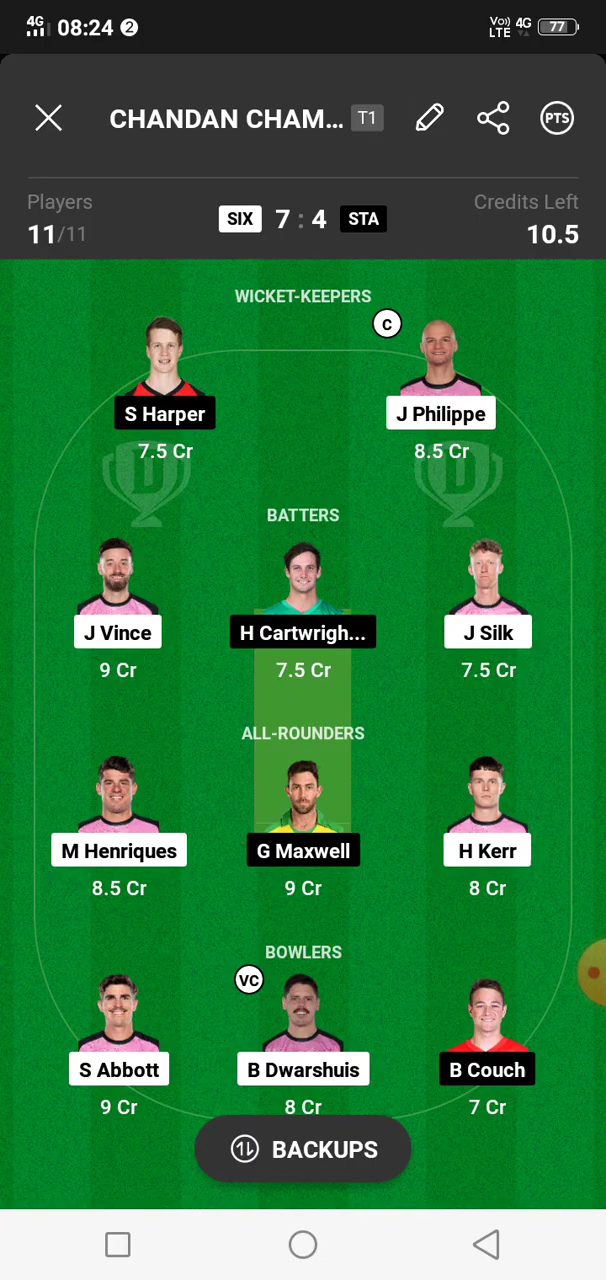 4G 08:24 2 Vo)) LTE 4G 77
CHANDAN CHAM... T1 PTS
Players Credits Left
SIX 7 : 4 STA
11/11 10.5
WICKET-KEEPERS
C
S Harper J Philippe
7.5 Cr 8.5 Cr
BATTERS
J Vince H Cartwrigh... J Silk
9 Cr 7.5 Cr 7.5 Cr
ALL-ROUNDERS
M Henriques G Maxwell H Kerr
8.5 Cr 9 Cr 8 Cr
BOWLERS
VC
S Abbott B Dwarshuis B Couch
9 Cr 8 Cr 7 Cr
BACKUPS